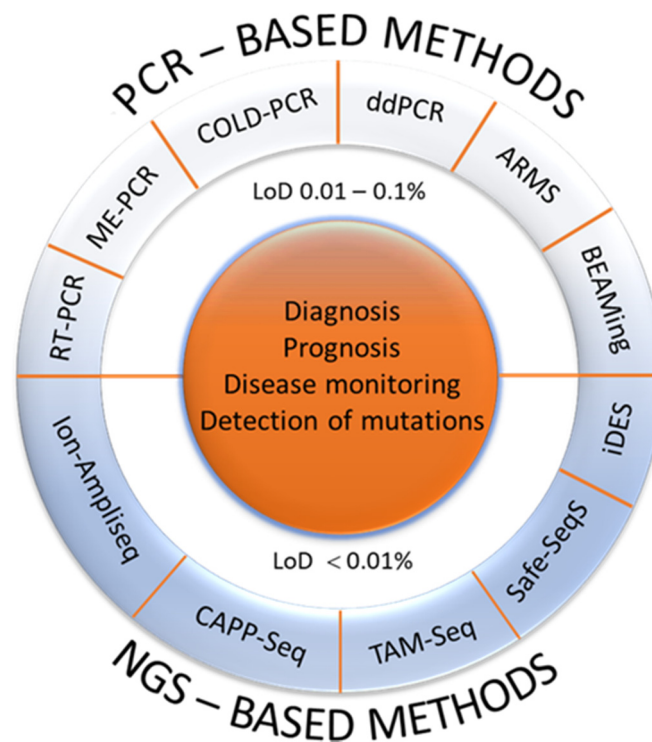 PCR – BASED METHODS
RT-PCR
ME-PCR
COLD-PCR
ddPCR
ARMS
BEAMing
LoD 0.01 – 0.1%
Diagnosis
Prognosis
Disease monitoring
Detection of mutations
LoD < 0.01%
Ion-Ampliseq
CAPP-Seq
TAM-Seq
Safe-SeqS
iDES
NGS – BASED METHODS